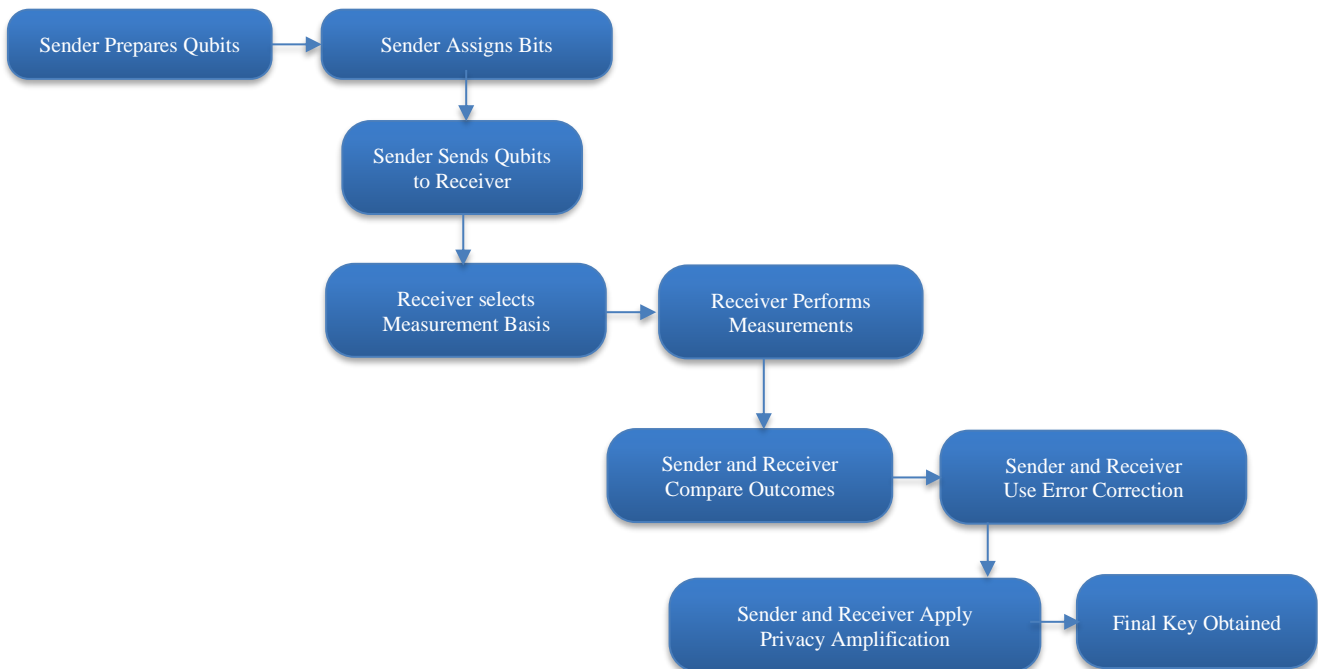 Sender Prepares Qubits
Sender Assigns Bits
Sender Sends Qubits
to Receiver
Receiver selects
Measurement Basis
Receiver Performs
Measurements
Sender and Receiver
Compare Outcomes
Sender and Receiver
Use Error Correction
Sender and Receiver Apply
Privacy Amplification
Final Key Obtained